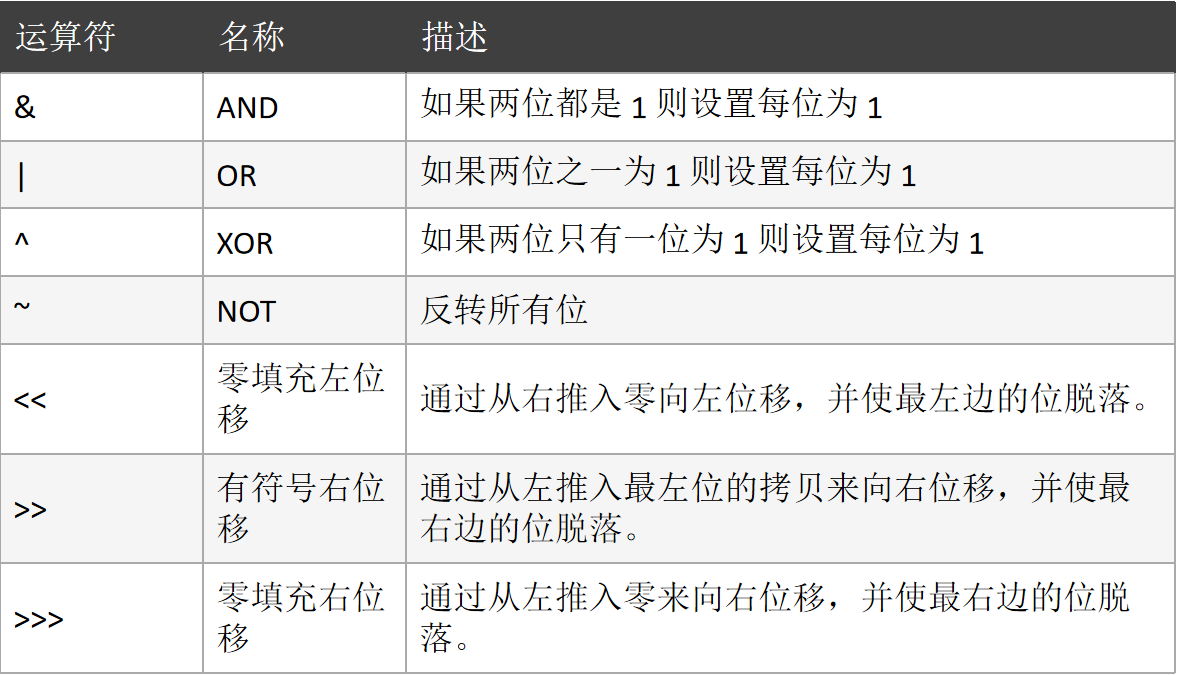 运算符 名称 描述
& AND 如果两位都是 1 则设置每位为 1
| OR 如果两位之一为 1 则设置每位为 1
^ XOR 如果两位只有一位为 1 则设置每位为 1
~ NOT 反转所有位
<< 零填充左位
移 通过从右推入零向左位移，并使最左边的位脱落。
>> 有符号右位
移 通过从左推入最左位的拷贝来向右位移，并使最
右边的位脱落。
>>> 零填充右位
移 通过从左推入零来向右位移，并使最右边的位脱
落。